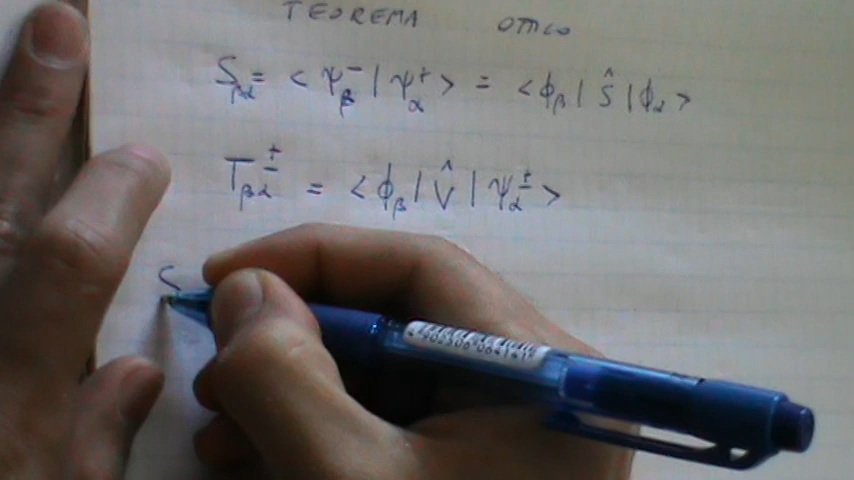 TEOREMA OTTICO
S_βα = < ψ_β^- | ψ_α^+ > = < ϕ_β | Ŝ | ϕ_α >
T_βα^± = < ϕ_β | V̂ | ψ_α^± >
S